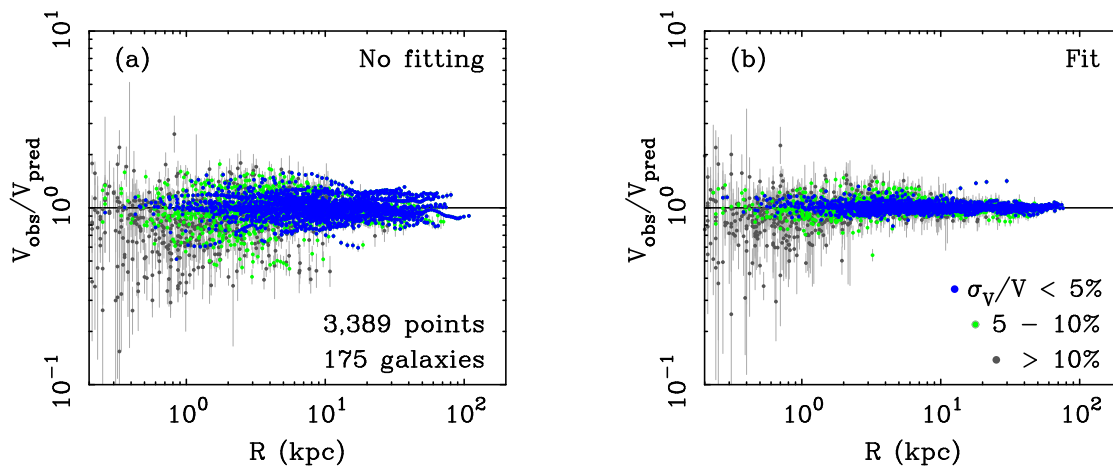 (a) No fitting
V_obs/V_pred
10^1
10^0
10^-1
3,389 points
175 galaxies
10^0 10^1 10^2
R (kpc)
(b) Fit
V_obs/V_pred
10^1
10^0
10^-1
σ_V/V < 5%
5 − 10%
> 10%
10^0 10^1 10^2
R (kpc)